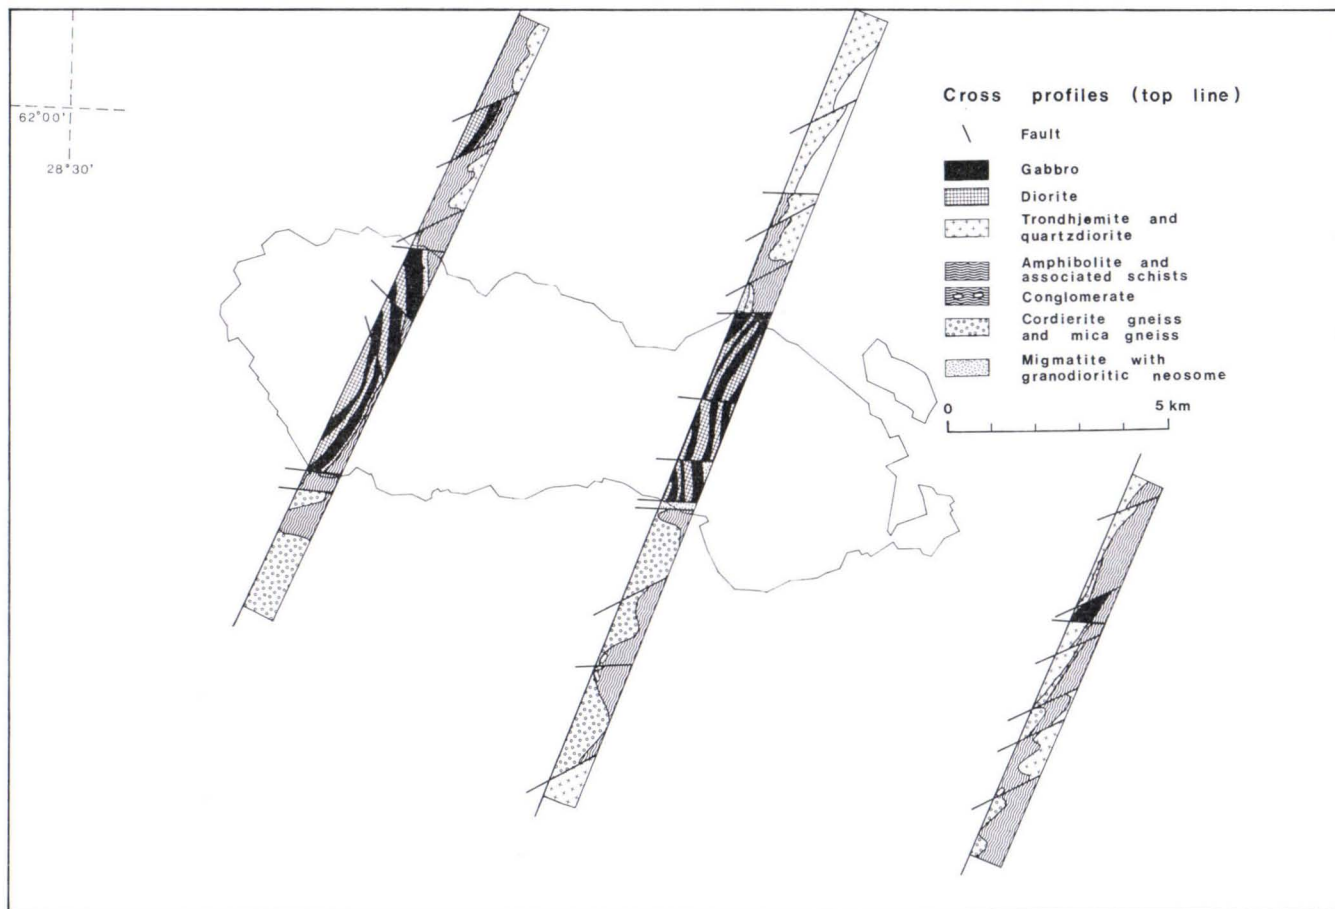 62°00'
28°30'
Cross profiles (top line)
Fault
Gabbro
Diorite
Trondhjemite and
quartzdiorite
Amphibolite and
associated schists
Conglomerate
Cordierite gneiss
and mica gneiss
Migmatite with
granodioritic neosome
0 5 km